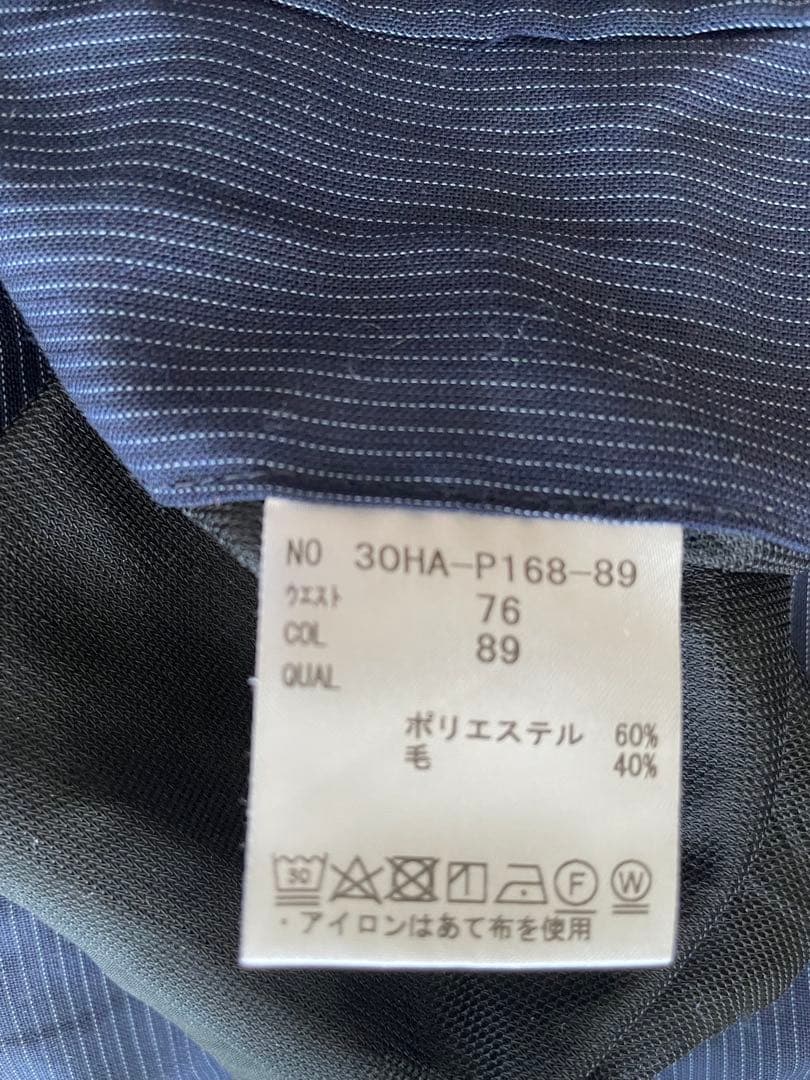 NO 30HA-P168-89
ウエスト 76
COL 89
QUAL
ポリエステル 60%
毛 40%
30 F W
・アイロンはあて布を使用